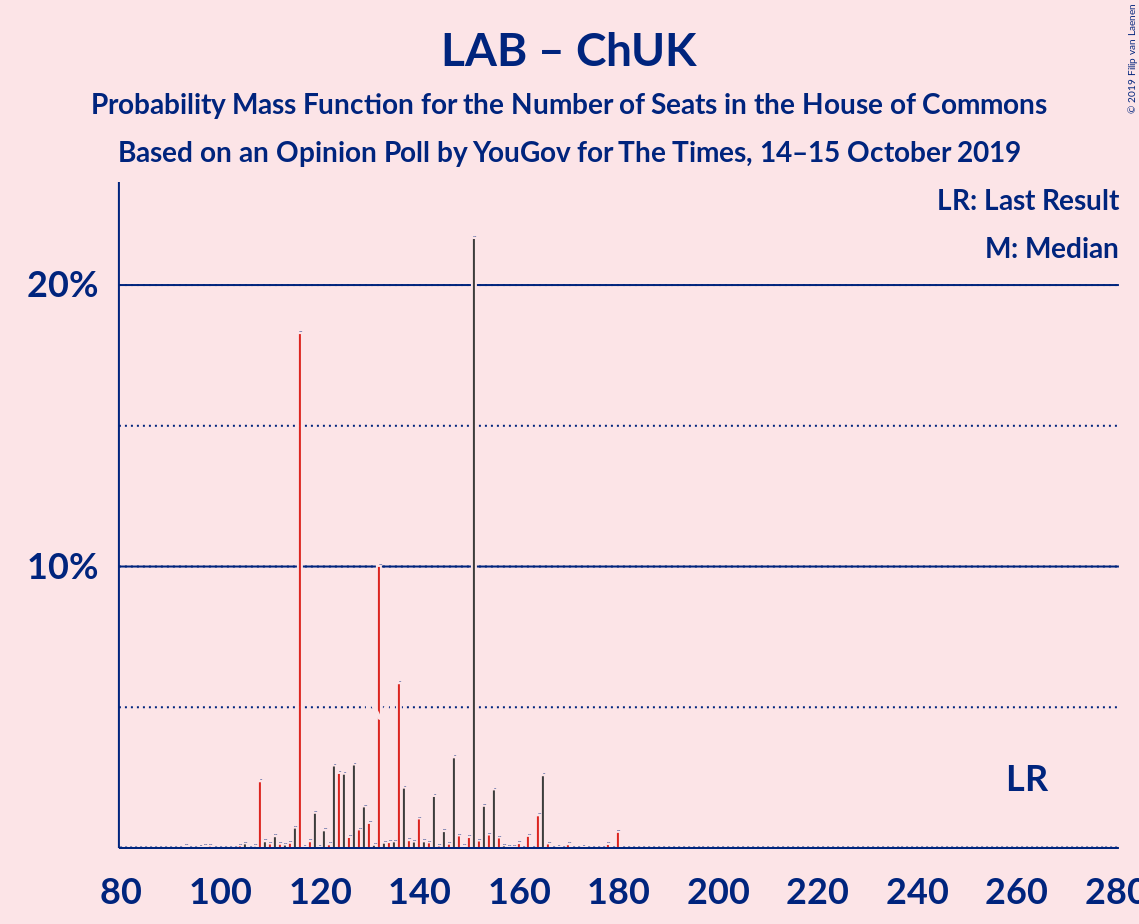 LAB – ChUK
Probability Mass Function for the Number of Seats in the House of Commons
Based on an Opinion Poll by YouGov for The Times, 14–15 October 2019
© 2019 Filip van Laenen
LR: Last Result
M: Median
20%
10%
LR
80 100 120 140 160 180 200 220 240 260 280